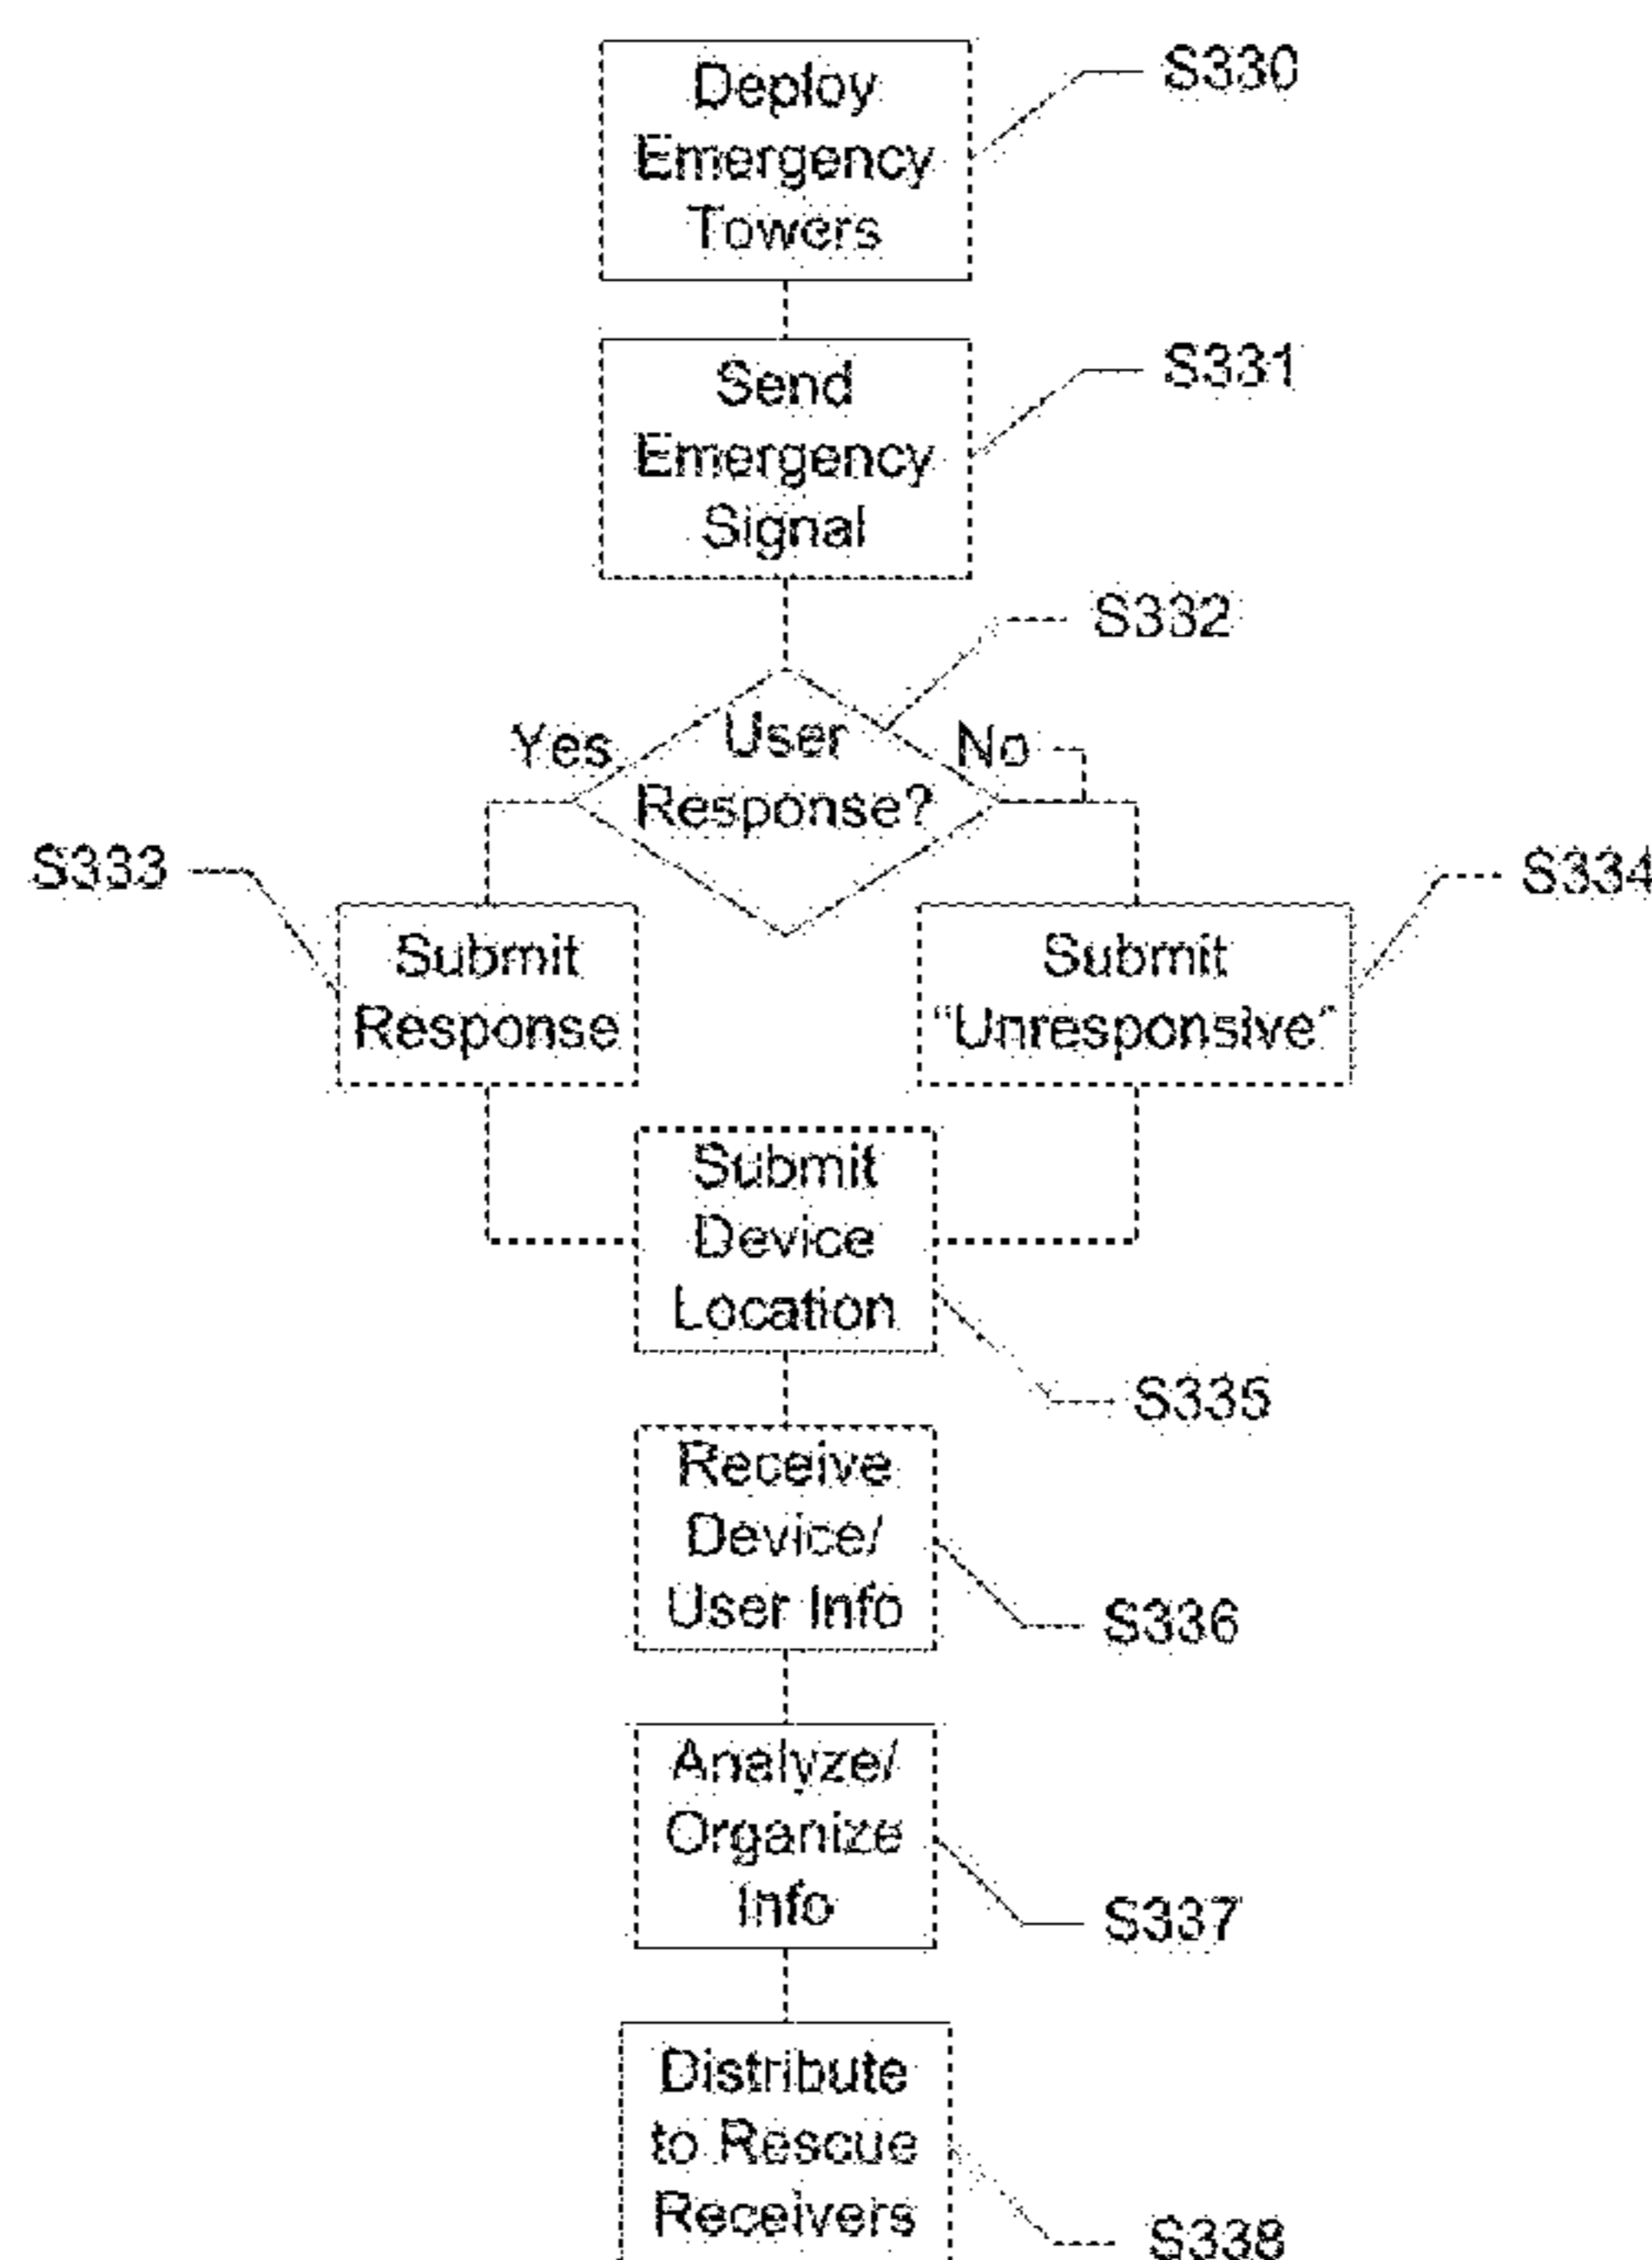 Deploy
Emergency
Towers
S330
Send
Emergency
Signal
S331
S332
User
Response?
Yes
No
S333
Submit
Response
Submit
"Unresponsive"
S334
Submit
Device
Location
S335
Receive
Device/
User Info
S336
Analyze/
Organize
Info
S337
Distribute
to Rescue
Receivers
S338